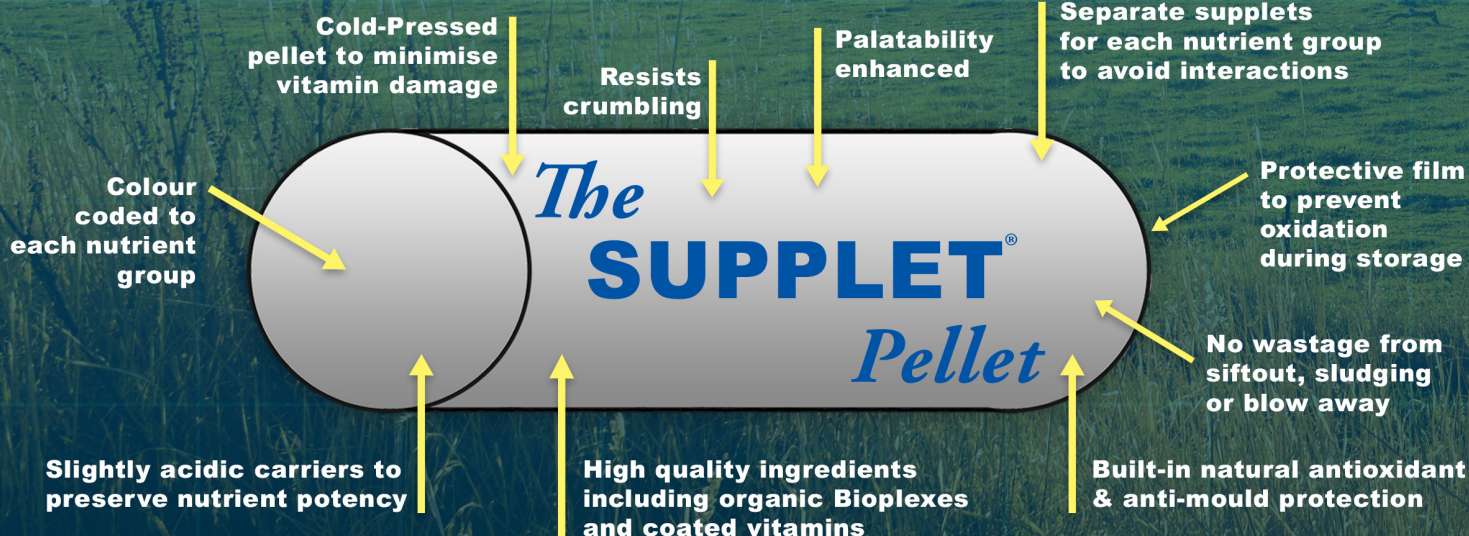 Cold-Pressed
pellet to minimise
vitamin damage
Resists
crumbling
Palatability
enhanced
Separate supplets
for each nutrient group
to avoid interactions
Colour
coded to
each nutrient
group
The
SUPPLET®
Pellet
Protective film
to prevent
oxidation
during storage
No wastage from
siftout, sludging
or blow away
Slightly acidic carriers to
preserve nutrient potency
High quality ingredients
including organic Bioplexes
and coated vitamins
Built-in natural antioxidant
& anti-mould protection